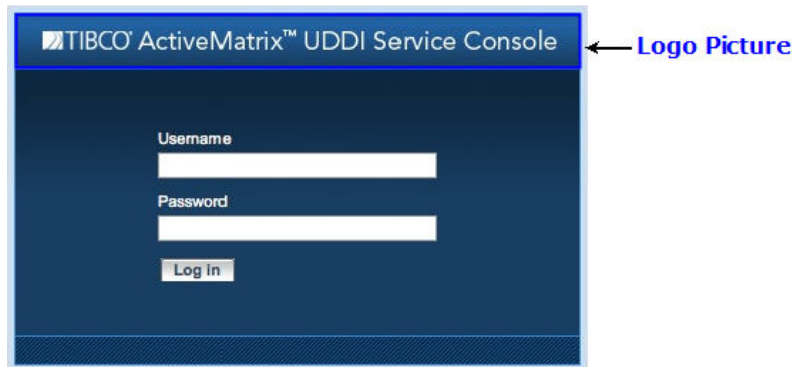 TIBCO® ActiveMatrix™ UDDI Service Console
Logo Picture
Username
Password
Log in